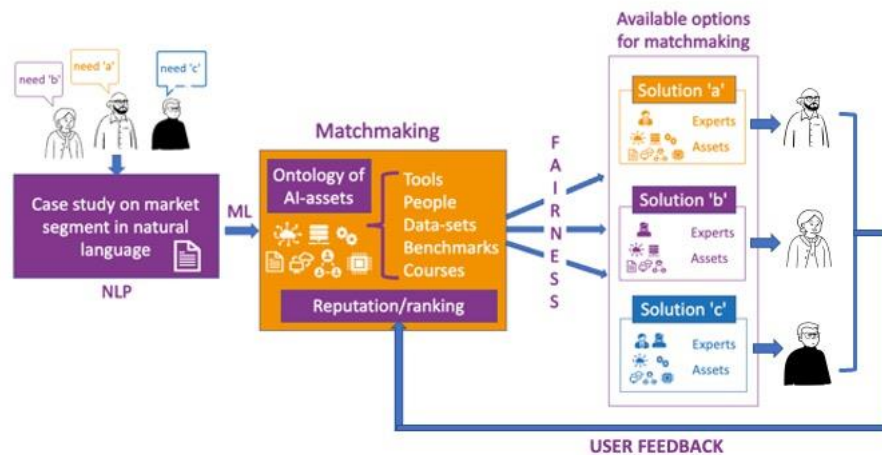 need 'b'
need 'a'
need 'c'
Case study on market
segment in natural
language
NLP
ML
Matchmaking
Ontology of
AI-assets
Tools
People
Data-sets
Benchmarks
Courses
Reputation/ranking
FAIRNESS
Available options
for matchmaking
Solution 'a'
Experts
Assets
Solution 'b'
Experts
Assets
Solution 'c'
Experts
Assets
USER FEEDBACK